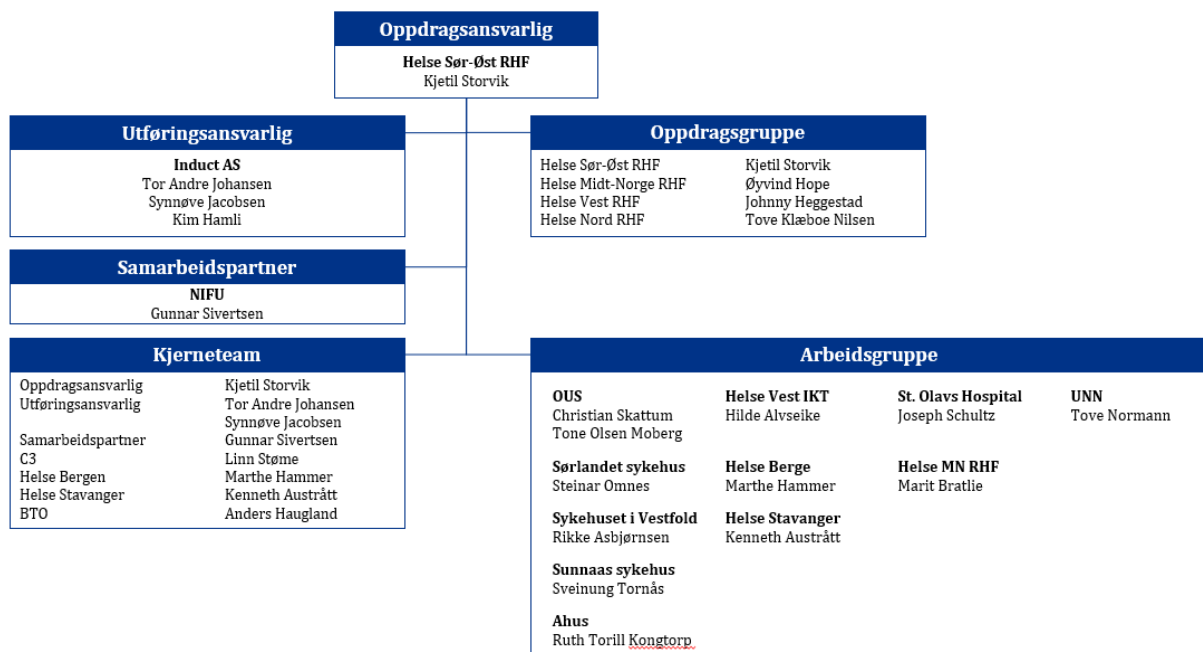 Oppdragsansvarlig
Helse Sør-Øst RHF
Kjetil Storvik
Utføringsansvarlig
Induct AS
Tor Andre Johansen
Synnøve Jacobsen
Kim Hamli
Oppdragsgruppe
Helse Sør-Øst RHF Kjetil Storvik
Helse Midt-Norge RHF Øyvind Hope
Helse Vest RHF Johnny Heggestad
Helse Nord RHF Tove Klæboe Nilsen
Samarbeidspartner
NIFU
Gunnar Sivertsen
Kjerneteam
Oppdragsansvarlig Kjetil Storvik
Utføringsansvarlig Tor Andre Johansen
Synnøve Jacobsen
Samarbeidspartner Gunnar Sivertsen
C3 Linn Støme
Helse Bergen Marthe Hammer
Helse Stavanger Kenneth Austrått
BTO Anders Haugland
Arbeidsgruppe
OUS Helse Vest IKT St. Olavs Hospital UNN
Christian Skattum Hilde Alvseike Joseph Schultz Tove Normann
Tone Olsen Moberg
Sørlandet sykehus Helse Berge Helse MN RHF
Steinar Omnes Marthe Hammer Marit Bratlie
Sykehuset i Vestfold Helse Stavanger
Rikke Asbjørnsen Kenneth Austrått
Sunnaas sykehus
Sveinung Tornås
Ahus
Ruth Torill Kongtorp